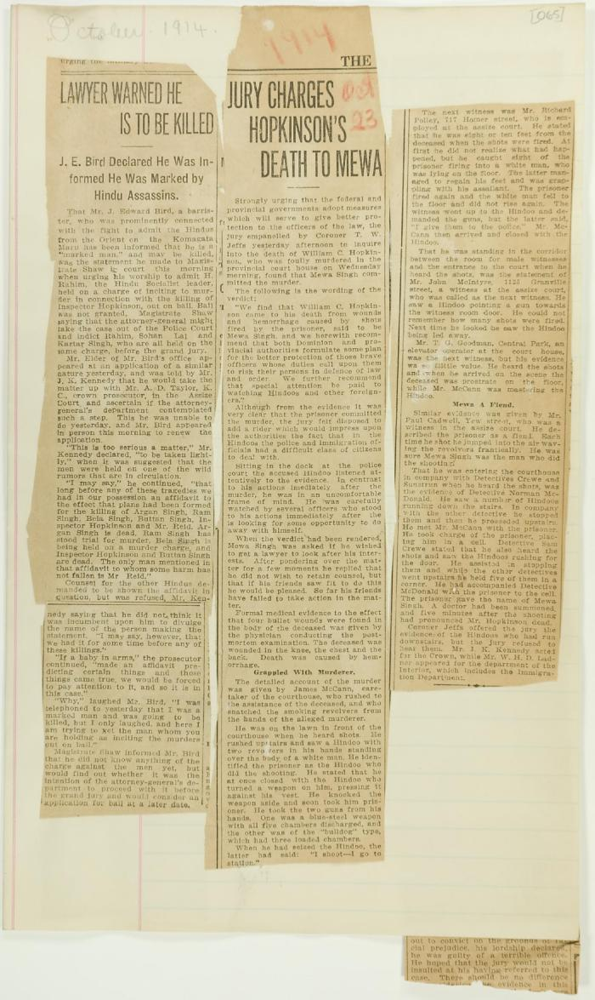 October. 1914.
[065]
urging the
LAWYER WARNED HE
IS TO BE KILLED
J. E. Bird Declared He Was In-
formed He Was Marked by
Hindu Assassins.
That Mr. J. Edward Bird, a barris-
ter, who was prominently connected
with the fight to admit the Hindus
from the Orient on the Komagata
Maru has been informed he is a
"marked man," and may be killed,
was the statement he made to Magis-
trate Shaw in court this morning
when urging his worship to admit H.
Rahim, the Hindu Socialist leader,
held on a charge of inciting to mur-
der in connection with the killing of
Inspector Hopkinson, out on bail. Bail
was not granted, Magistrate Shaw
saying that the attorney-general might
take the case out of the Police Court
and indict Rahim, Sohan Lal and
Kartar Singh, who are all held on the
same charge, before the grand jury.
Mr. Elder of Mr. Bird's office ap-
peared at an application of a similar
nature yesterday, and was told by Mr.
J. K. Kennedy that he would take the
matter up with Mr. A. D. Taylor, K.
C., crown prosecutor, in the Assize
Court and ascertain if the attorney-
general's department contemplated
such a step. This he was unable to
do yesterday, and Mr. Bird appeared
in person this morning to renew the
application.
"This is too serious a matter," Mr.
Kennedy declared, "to be taken light-
ly," when it was suggested that the
men were held on one of the wild
rumors that are in circulation.
"I may say," he continued, "that
long before any of these tragedies we
had in our possession an affidavit to
the effect that plans had been formed
for the killing of Argan Singh, Ram
Singh, Bela Singh, Buttan Singh, In-
spector Hopkinson and Mr. Reid. Ar-
gan Singh is dead, Ram Singh has
stood trial for murder, Bela Singh is
being held on a murder charge, and
Inspector Hopkinson and Ruttan Singh
are dead. The only man mentioned in
that affidavit to whom some harm has
not fallen is Mr. Reid."
Counsel for the other Hindus de-
manded to be shown the affidavit in
question, but was refused, Mr. Ken-
nedy saying that he did not think it
was incumbent upon him to divulge
the name of the person making the
statement. "I may say, however, that
we had it for some time before any of
these killings."
"If a baby in arms," the prosecutor
continued, "made an affidavit pre-
dicting certain things and those
things came true, we would be forced
to pay attention to it, and so it is in
this case."
"Why," laughed Mr. Bird, "I was
telephoned to yesterday that I was a
marked man and was going to be
killed, but I only laughed, and here I
am trying to get the man whom you
are holding as inciting the murders
out on bail."
Magistrate Shaw informed Mr. Bird
that he did not know anything of the
charge against the men yet, but
would find out whether it was the
intention of the attorney-general's de-
partment to proceed with it before
the grand jury and would consider an
application for bail at a later date.
1914
THE
Oct
23
JURY CHARGES
HOPKINSON'S
DEATH TO MEWA
Strongly urging that the federal and
provincial governments adopt measures
which will serve to give better pro-
tection to the officers of the law, the
jury empanelled by Coroner T. W.
Jeffs yesterday afternoon to inquire
into the death of William C. Hopkin-
son, who was foully murdered in the
provincial court house on Wednesday
morning, found that Mewa Singh com-
mitted the murder.
The following is the wording of the
verdict:
"We find that William C. Hopkin-
son came to his death from wounds
and hemorrhage caused by shots
fired by the prisoner, said to be
Mewa Singh, and we herewith recom-
mend that both Dominion and pro-
vincial authorities formulate some plan
for the better protection of those brave
officers whose duties call upon them
to risk their persons in defence of law
and order. We further recommend
that special attention be paid to
watching Hindoos and other foreign-
ers."
Although from the evidence it was
very clear that the prisoner committed
the murder, the jury felt disposed to
add a rider which would impress upon
the authorities the fact that in the
Hindoos the police and immigration of-
ficials had a difficult class of citizens
to deal with.
Sitting in the dock at the police
court the accused Hindoo listened at-
tentively to the evidence. In contrast
to his actions imediately after the
murder, he was in an uncomfortable
frame of mind. He was carefully
watched by several officers who stood
to his actions immediately after the
is looking for some opportunity to do
away with himself.
When the verdict had been rendered,
Mewa Singh was asked if he wished
to get a lawyer to look after his inter-
ests. After pondering over the mat-
ter for a few moments he replied that
he did not wish to retain counsel, but
that if his friends saw fit to do this
he would be pleased. So far his friends
have failed to take action in the mat-
ter.
Formal medical evidence to the effect
that four bullet wounds were found in
the body of the deceased was given by
the physician conducting the post-
mortem examination. The deceased was
wounded in the knee, the chest and the
back. Death was caused by hem-
orrhage.
Grappled With Murderer.
The detailed account of the murder
was given by James McCann, care-
taker of the courthouse, who rushed to
the assistance of the deceased, and who
snatched the smoking revolvers from
the hands of the alleged murderer.
He was on the lawn in front of the
courthouse when he heard shots. He
rushed upstairs and saw a Hindoo with
two revolvers in his hands standing
over the body of a white man. He iden-
tified the prisoner as the Hindoo who
did the shooting. He stated that he
at once closed with the Hindoo who
turned a weapon on him, pressing it
against his vest. He knocked the
weapon aside and soon took him pris-
oner. He took the two guns from his
hands. One was a blue-steel weapon
with all five chambers discharged, and
the other was of the "bulldog" type,
which had three loaded chambers.
When he had seized the Hindoo, the
latter had said: "I shoot—I go to
station."
The next witness was Mr. Richard
Polley, 717 Homer street, who is em-
ployed at the assize court. He stated
that he was eight or ten feet from the
deceased when the shots were fired. At
first he did not realize what had hap-
pened, but he caught sight of the
prisoner firing into a white man, who
was lying on the floor. The latter man-
aged to regain his feet and was grap-
pling with his assailant. The prisoner
fired again and the white man fell to
the floor and did not rise again. The
witness went up to the Hindoo and de-
manded the guns, but the latter said,
"I give them to the police." Mr. Mc-
Cann then arrived and closed with the
Hindoo.
That he was standing in the corridor
between the room for male witnesses
and the entrance to the court when he
heard the shots, was the statement of
Mr. John McIntyre, 1125 Granville
street, a witness at the assize court,
who was called as the next witness. He
saw a Hindoo pointing a gun towards
the witness room door. He could not
remember how many shots were fired.
Next time he looked he saw the Hindoo
being led away.
Mr. T. G. Goodman, Central Park, an
elevator operator at the court house,
was the next witness, but his evidence
was of little value. He heard the shots
and when he arrived on the scene the
deceased was prostrate on the floor,
while Mr. McCann was mastering the
Hindoo.
Mewa A Fiend.
Similar evidence was given by Mr.
Paul Cadwell, Yew street, who was a
witness in the assize court. He de-
scribed the prisoner as a fiend. Each
time he shot he jumped into the air wav-
ing the revolvers frantically. He was
sure Mewa Singh was the man who did
the shooting.
That he was entering the courthouse
in company with Detectives Crewe and
Sunstrun when he heard the shots, was
the evidence of Detective Norman Mc-
Donald. He saw a number of Hindoos
running down the stairs. In company
with the other detective he stopped
them and then he proceeded upstairs.
He met Mr. McCann with the prisoner.
He took charge of the prisoner, plac-
ing him in a cell. Detective Sam
Crewe stated that he also heard the
shots and saw the Hindoos rushing for
the door. He assisted in stopping
them and while the other detectives
went upstairs he held five of them in a
corner. He had accompanied Detective
McDonald with the prisoner to the cell.
The prisoner gave the name of Mewa
Singh. A doctor had been summoned,
and five minutes after the shooting
had pronounced Mr. Hopkinson dead.
Coroner Jeffs offered the jury the
evidence of the Hindoos who had run
downstairs, but the jury refused to
hear them. Mr. J. K. Kennedy acted
for the Crown, while Mr. W. H. D. Lad-
ner appeared for the department of the
Interior, which includes the Immigra-
tion Department.
out to convict on the grounds of ra-
cial prejudice, his lordship declared,
he was guilty of a terrible offence.
He hoped that the jury would not be
insulted at his having referred to this
case. There should be no difference
evidence in this